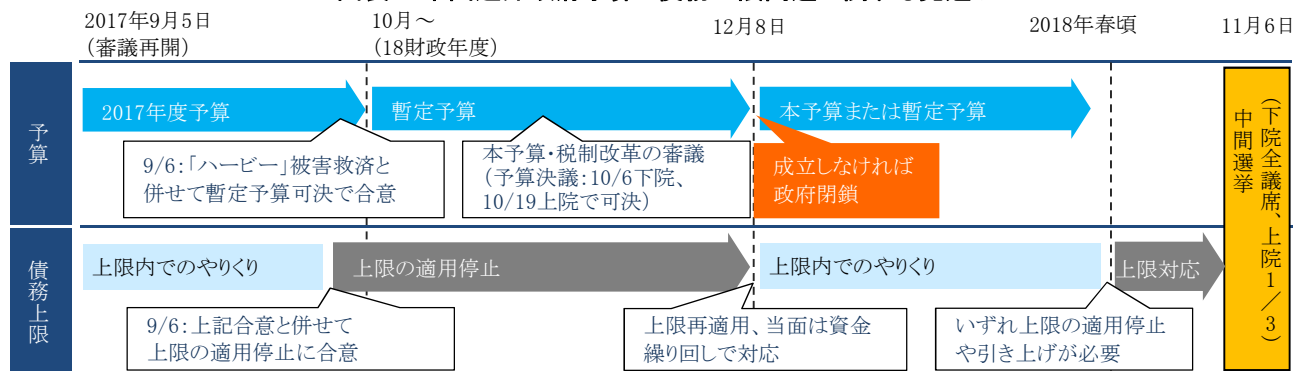 2017年9月5日
(審議再開)
10月～
(18財政年度)
12月8日
2018年春頃
11月6日
予算
2017年度予算
暫定予算
本予算または暫定予算
9/6:「ハービー」被害救済と
併せて暫定予算可決で合意
本予算・税制改革の審議
(予算決議:10/6下院、
10/19上院で可決)
成立しなければ
政府閉鎖
中間選挙
(下院全議席、上院1/3)
債務上限
上限内でのやりくり
上限の適用停止
上限内でのやりくり
上限対応
9/6:上記合意と併せて
上限の適用停止に合意
上限再適用、当面は資金
繰り回しで対応
いずれ上限の適用停止
や引き上げが必要